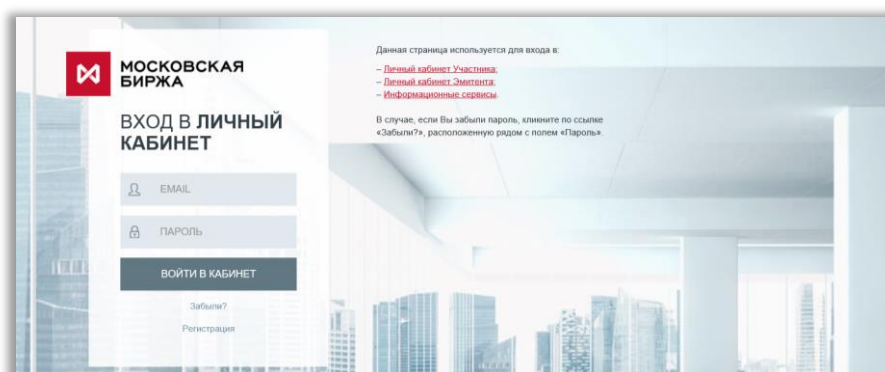 МОСКОВСКАЯ
БИРЖА
ВХОД В ЛИЧНЫЙ
КАБИНЕТ
EMAIL
ПАРОЛЬ
ВОЙТИ В КАБИНЕТ
Забыли?
Регистрация
Данная страница используется для входа в:
– Личный кабинет Участника;
– Личный кабинет Эмитента;
– Информационные сервисы.
В случае, если Вы забыли пароль, кликните по ссылке
«Забыли?», расположенную рядом с полем «Пароль».